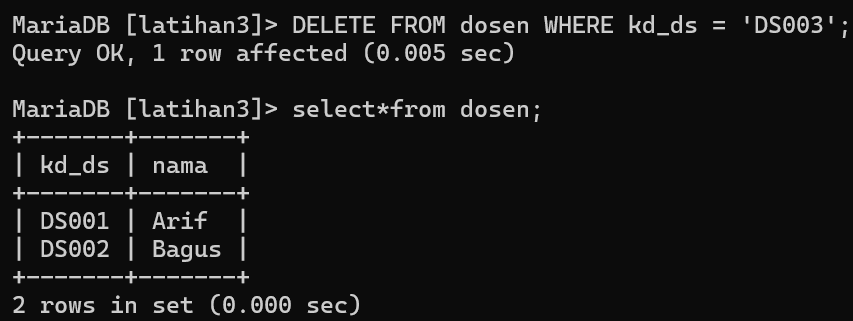 MariaDB [latihan3]> DELETE FROM dosen WHERE kd_ds = 'DS003';
Query OK, 1 row affected (0.005 sec)

MariaDB [latihan3]> select*from dosen;
+-------+-------+
| kd_ds | nama  |
+-------+-------+
| DS001 | Arif  |
| DS002 | Bagus |
+-------+-------+
2 rows in set (0.000 sec)